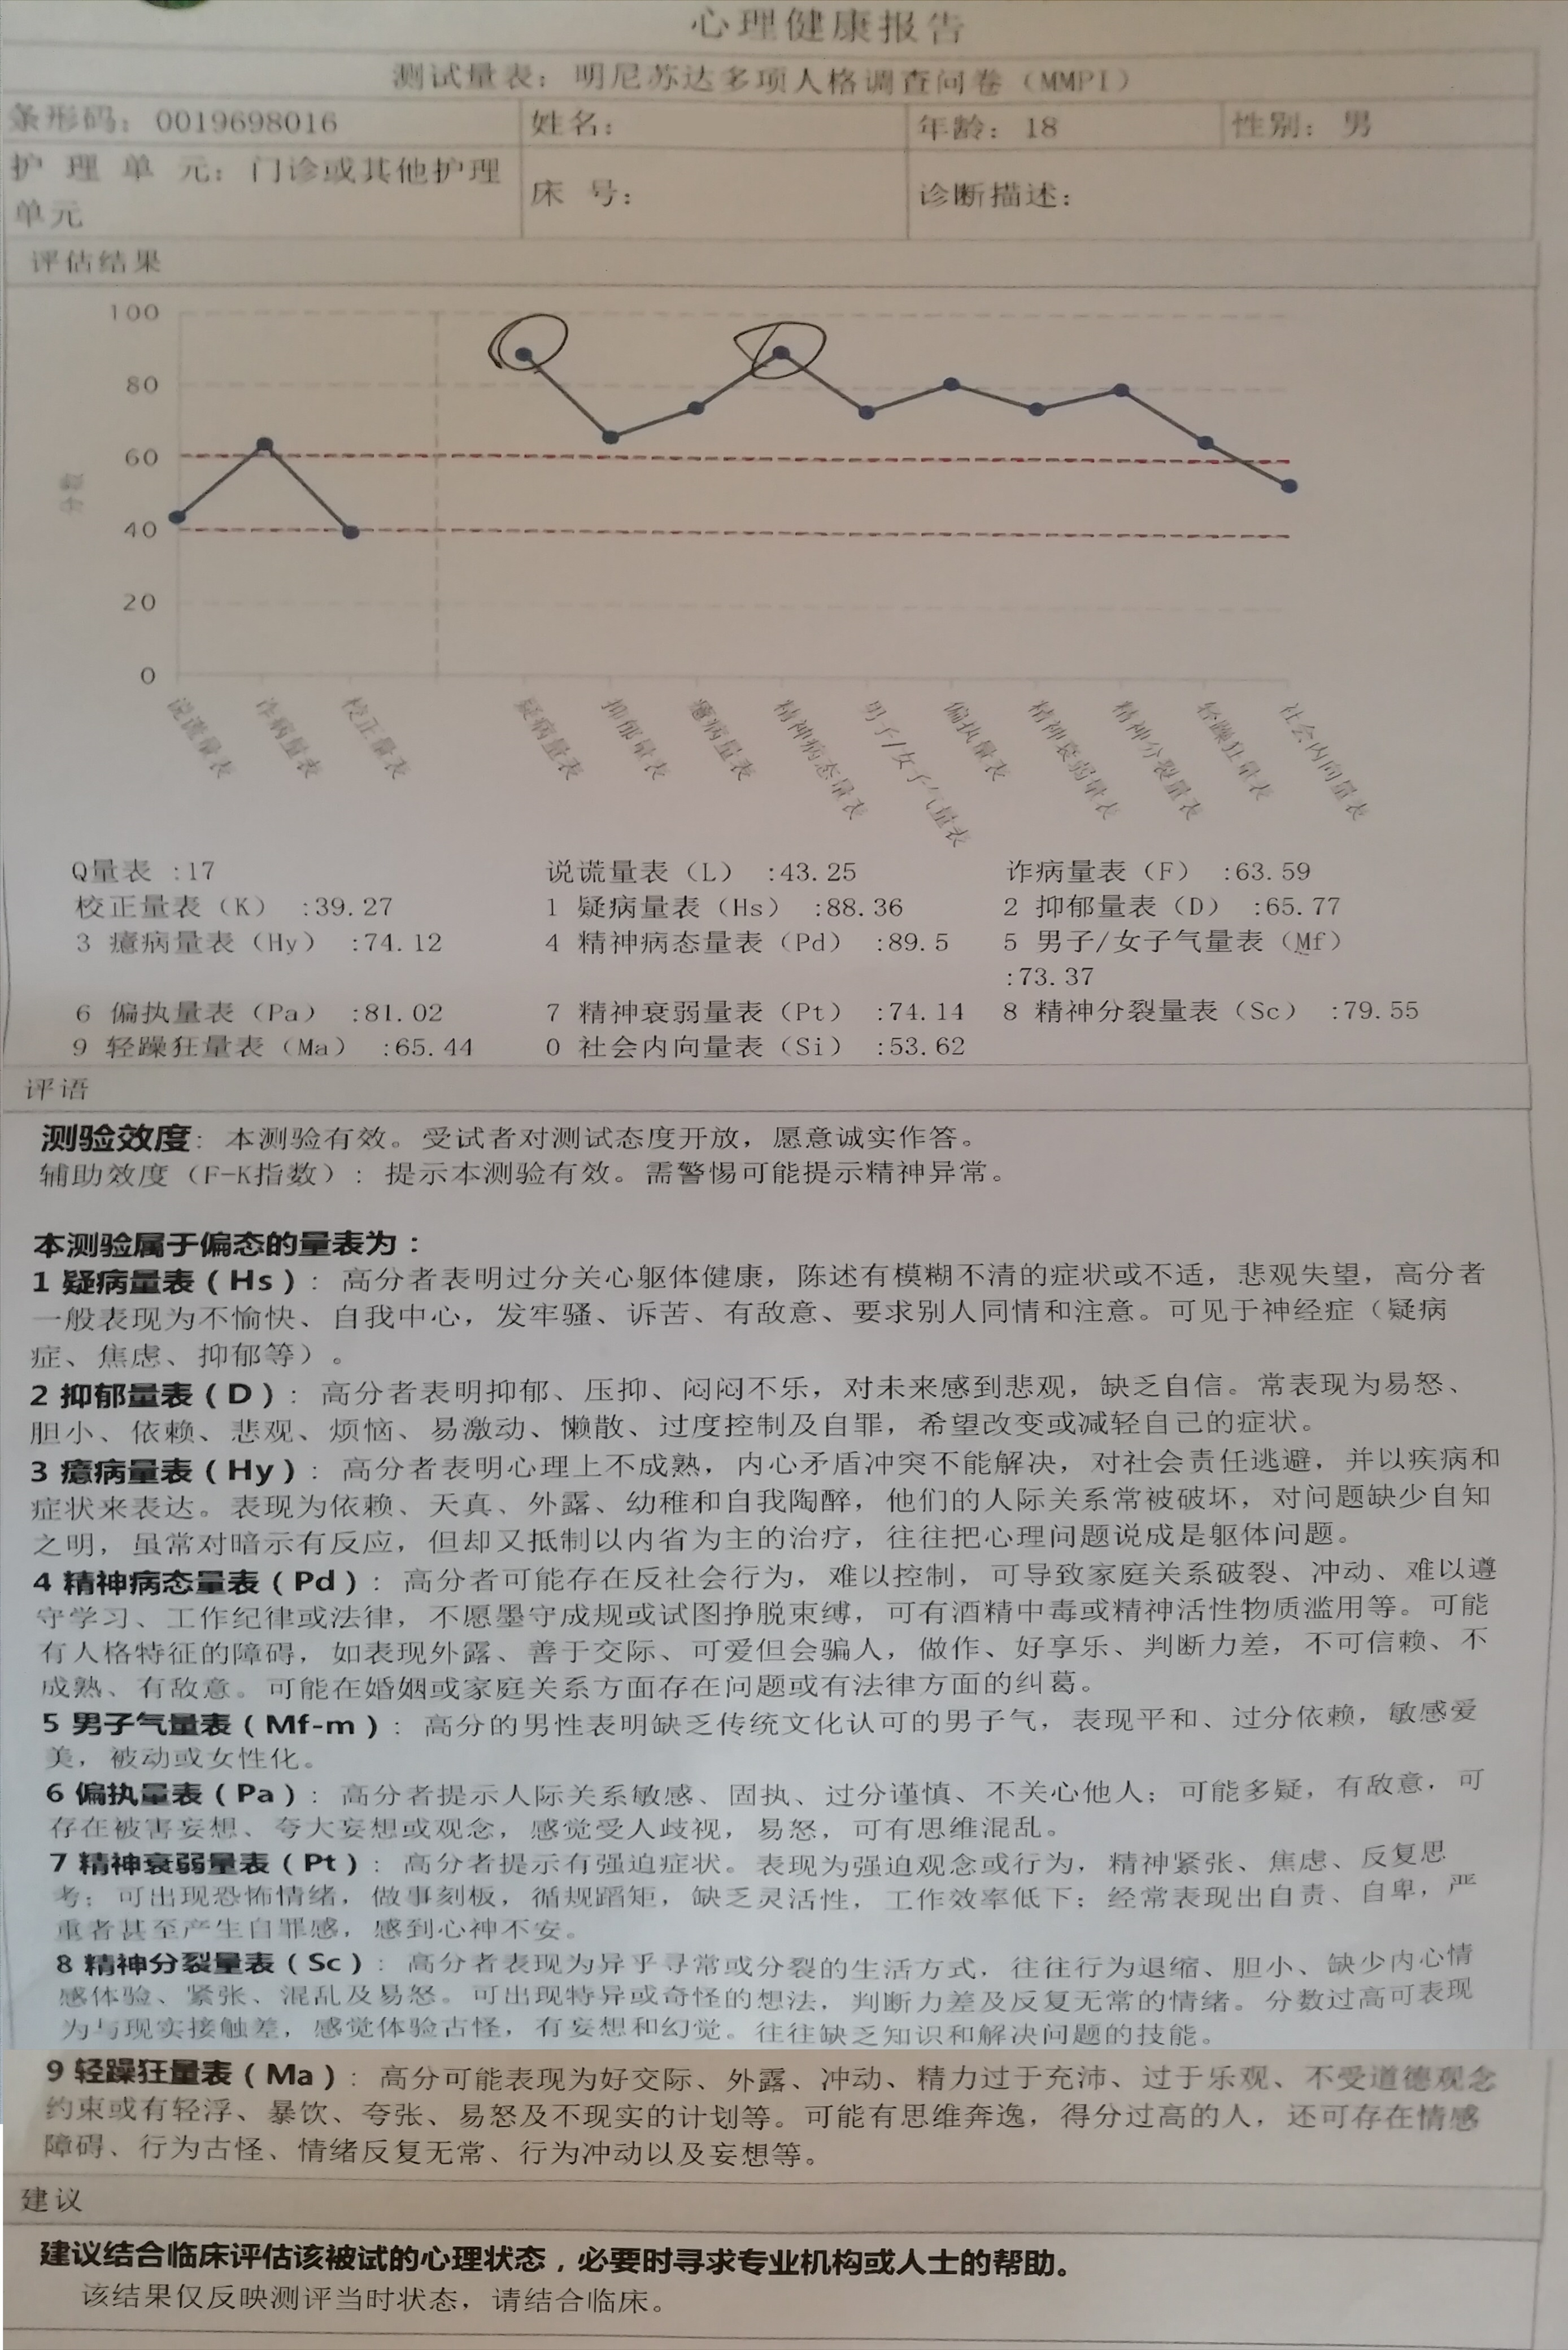 心理健康报告
测试量表：明尼苏达多项人格调查问卷（MMPI）
条形码：0019698016 姓名： 年龄：18 性别：男
护 理 单 元：门诊或其他护理
单元
床 号： 诊断描述：
评估结果
100
80
60
40
20
0
分数
说谎量表 诈病量表 校正量表 疑病量表 抑郁量表 癔病量表 精神病态量表 男子/女子气量表 偏执量表 精神衰弱量表 精神分裂量表 轻躁狂量表 社会内向量表
Q量表 :17 说谎量表（L） :43.25 诈病量表（F） :63.59
校正量表（K） :39.27 1 疑病量表（Hs） :88.36 2 抑郁量表（D） :65.77
3 癔病量表（Hy） :74.12 4 精神病态量表（Pd） :89.5 5 男子/女子气量表（Mf）
:73.37
6 偏执量表（Pa） :81.02 7 精神衰弱量表（Pt） :74.14 8 精神分裂量表（Sc） :79.55
9 轻躁狂量表（Ma） :65.44 0 社会内向量表（Si） :53.62
评语
测验效度：本测验有效。受试者对测试态度开放，愿意诚实作答。
辅助效度（F-K指数）：提示本测验有效。需警惕可能提示精神异常。
本测验属于偏态的量表为：
1 疑病量表（Hs）：高分者表明过分关心躯体健康，陈述有模糊不清的症状或不适，悲观失望，高分者
一般表现为不愉快、自我中心，发牢骚、诉苦、有敌意、要求别人同情和注意。可见于神经症（疑病
症、焦虑、抑郁等）。
2 抑郁量表（D）：高分者表明抑郁、压抑、闷闷不乐，对未来感到悲观，缺乏自信。常表现为易怒、
胆小、依赖、悲观、烦恼、易激动、懒散、过度控制及自罪，希望改变或减轻自己的症状。
3 癔病量表（Hy）：高分者表明心理上不成熟，内心矛盾冲突不能解决，对社会责任逃避，并以疾病和
症状来表达。表现为依赖、天真、外露、幼稚和自我陶醉，他们的人际关系常被破坏，对问题缺少自知
之明，虽常对暗示有反应，但却又抵制以内省为主的治疗，往往把心理问题说成是躯体问题。
4 精神病态量表（Pd）：高分者可能存在反社会行为，难以控制，可导致家庭关系破裂、冲动、难以遵
守学习、工作纪律或法律，不愿墨守成规或试图挣脱束缚，可有酒精中毒或精神活性物质滥用等。可能
有人格特征的障碍，如表现外露、善于交际、可爱但会骗人，做作、好享乐、判断力差，不可信赖、不
成熟、有敌意。可能在婚姻或家庭关系方面存在问题或有法律方面的纠葛。
5 男子气量表（Mf-m）：高分的男性表明缺乏传统文化认可的男子气，表现平和、过分依赖，敏感爱
美，被动或女性化。
6 偏执量表（Pa）：高分者提示人际关系敏感、固执、过分谨慎、不关心他人；可能多疑，有敌意，可
存在被害妄想、夸大妄想或观念，感觉受人歧视，易怒，可有思维混乱。
7 精神衰弱量表（Pt）：高分者提示有强迫症状。表现为强迫观念或行为，精神紧张、焦虑、反复思
考；可出现恐怖情绪，做事刻板，循规蹈矩，缺乏灵活性，工作效率低下；经常表现出自责、自卑，严
重者甚至产生自罪感，感到心神不安。
8 精神分裂量表（Sc）：高分者表现为异乎寻常或分裂的生活方式，往往行为退缩、胆小、缺少内心情
感体验、紧张、混乱及易怒。可出现特异或奇怪的想法，判断力差及反复无常的情绪。分数过高可表现
为与现实接触差，感觉体验古怪，有妄想和幻觉。往往缺乏知识和解决问题的技能。
9 轻躁狂量表（Ma）：高分可能表现为好交际、外露、冲动、精力过于充沛、过于乐观、不受道德观念
约束或有轻浮、暴饮、夸张、易怒及不现实的计划等。可能有思维奔逸，得分过高的人，还可存在情感
障碍、行为古怪、情绪反复无常、行为冲动以及妄想等。
建议
建议结合临床评估该被试的心理状态，必要时寻求专业机构或人士的帮助。
该结果仅反映测评当时状态，请结合临床。